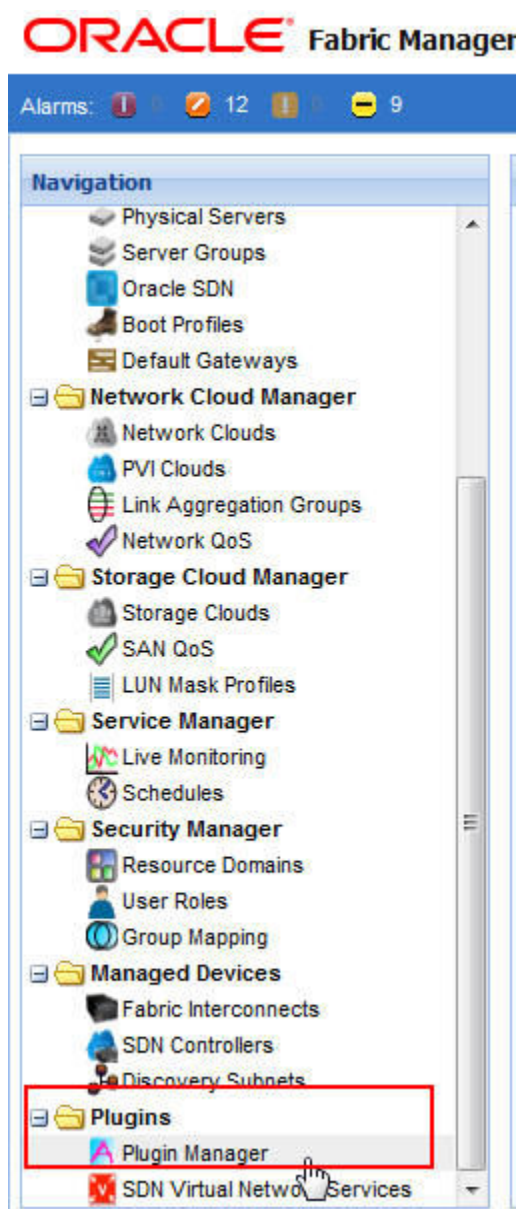 ORACLE Fabric Manager
Alarms: 0 12 0 9
Navigation
Physical Servers
Server Groups
Oracle SDN
Boot Profiles
Default Gateways
Network Cloud Manager
Network Clouds
PVI Clouds
Link Aggregation Groups
Network QoS
Storage Cloud Manager
Storage Clouds
SAN QoS
LUN Mask Profiles
Service Manager
Live Monitoring
Schedules
Security Manager
Resource Domains
User Roles
Group Mapping
Managed Devices
Fabric Interconnects
SDN Controllers
Discovery Subnets
Plugins
Plugin Manager
SDN Virtual Network Services